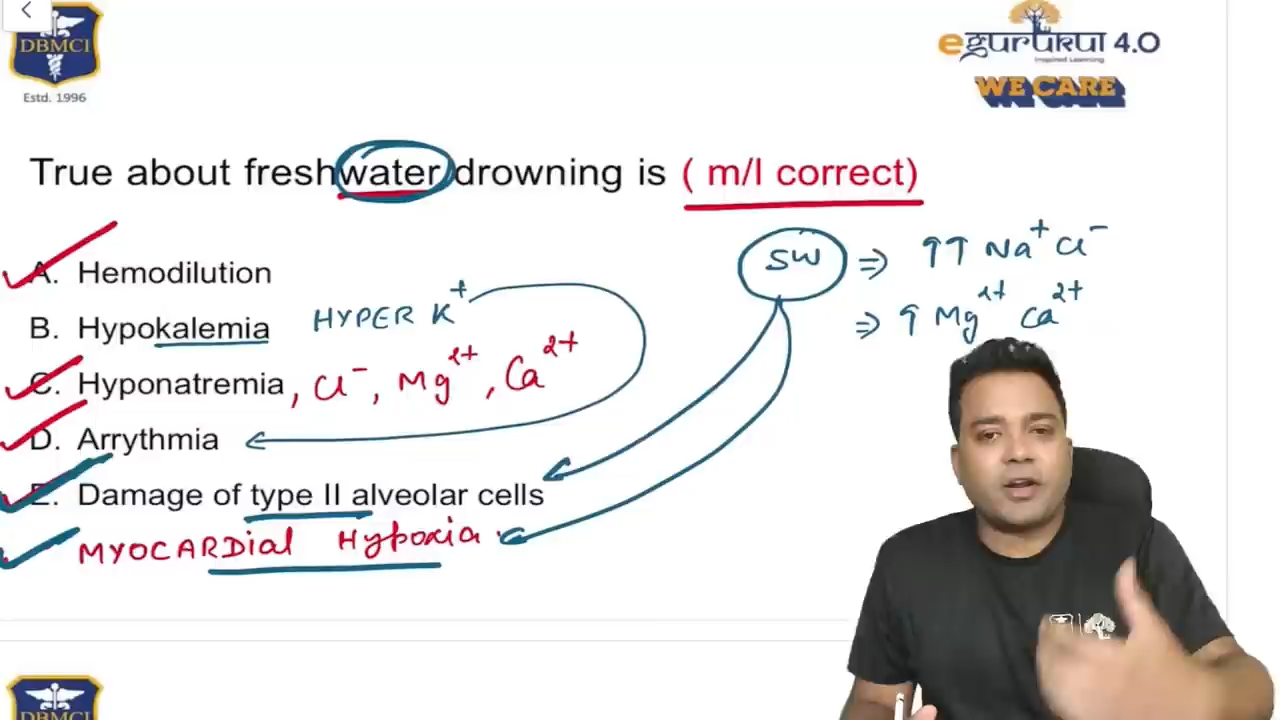 DBMCI
Estd. 1996
egurukul 4.0
Inspired Learning
WE CARE
True about freshwater drowning is ( m/l correct)
SW ⇒ ↑↑ Na⁺ Cl⁻
⇒ ↑ Mg²⁺ Ca²⁺
A. Hemodilution
B. Hypokalemia HYPER K⁺
C. Hyponatremia, Cl⁻, Mg²⁺, Ca²⁺
D. Arrythmia
E. Damage of type II alveolar cells
MYOCARDial Hypoxia.
DBMCI